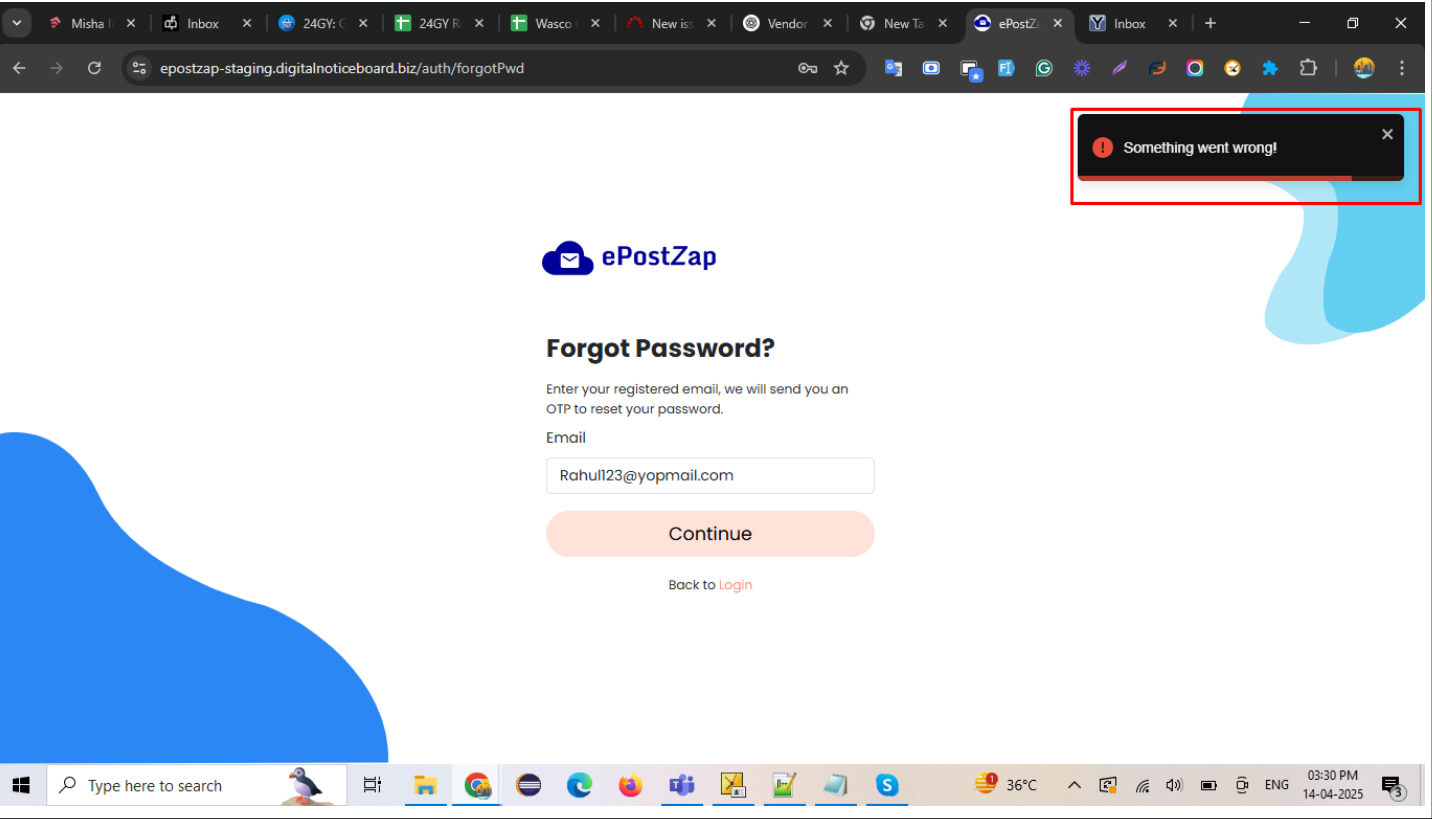 Misha
Inbox
24GY:
24GY
Wasco
New
Vendor
New
ePostZ
Inbox
epostzap-staging.digitalnoticeboard.biz/auth/forgotPwd
Something went wrong!
ePostZap
Forgot Password?
Enter your registered email, we will send you an
OTP to reset your password.
Email
Rahul123@yopmail.com
Continue
Back to Login
Type here to search
36°C
ENG
03:30 PM
14-04-2025
3